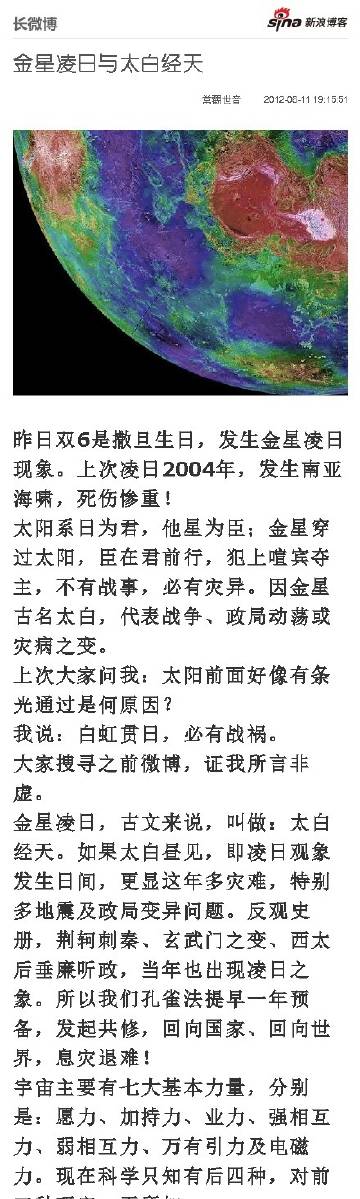 长微博
sina 新浪博客
金星凌日与太白经天
2012-08-11 19:15:51
昨日双6是撒旦生日，发生金星凌日
现象。上次凌日2004年，发生南亚
海啸，死伤惨重！
太阳系日为君，他星为臣；金星穿
过太阳，臣在君前行，犯上喧宾夺
主，不有战事，必有灾异。因金星
古名太白，代表战争、政局动荡或
灾病之变。
上次大家问我：太阳前面好像有条
光通过是何原因？
我说：白虹贯日，必有战祸。
大家搜寻之前微博，证我所言非
虚。
金星凌日，古文来说，叫做：太白
经天。如果太白昼见，即凌日观象
发生日间，更显这年多灾难，特别
多地震及政局变异问题。反观史
册，荆轲刺秦、玄武门之变、西太
后垂廉听政，当年也出现凌日之
象。所以我们孔雀法提早一年预
备，发起共修，回向国家、回向世
界，息灾退难！
宇宙主要有七大基本力量，分别
是：愿力、加持力、业力、强相互
力、弱相互力、万有引力及电磁
力。现在科学只知有后四种，对前